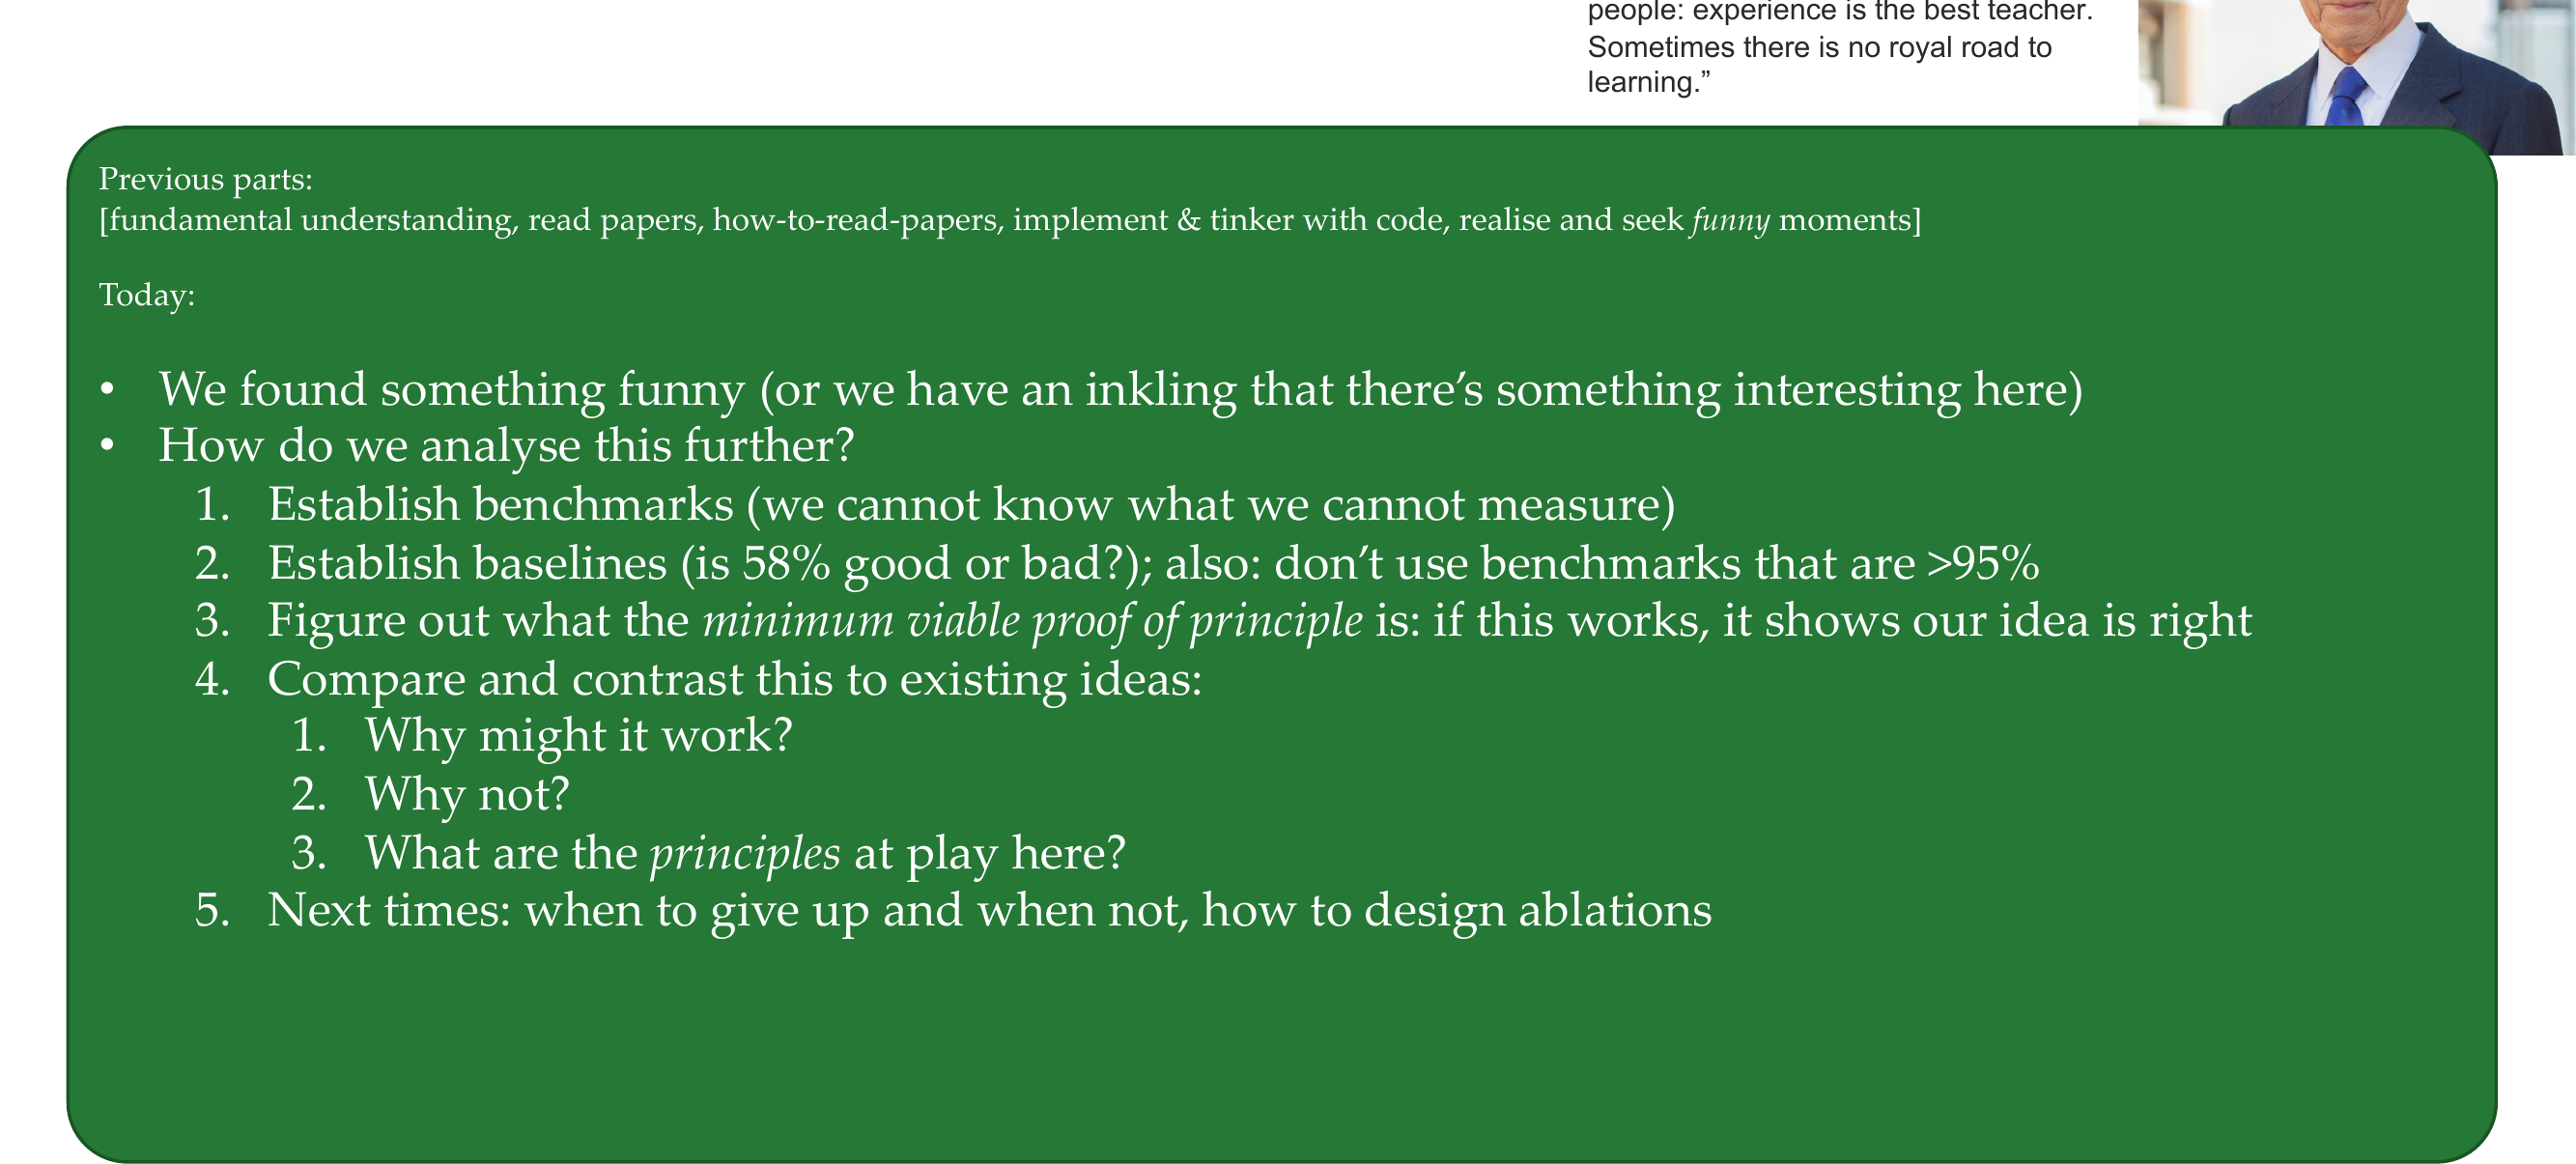 people: experience is the best teacher.
Sometimes there is no royal road to
learning.”
Previous parts:
[fundamental understanding, read papers, how-to-read-papers, implement & tinker with code, realise and seek funny moments]
Today:
• We found something funny (or we have an inkling that there’s something interesting here)
• How do we analyse this further?
1. Establish benchmarks (we cannot know what we cannot measure)
2. Establish baselines (is 58% good or bad?); also: don’t use benchmarks that are >95%
3. Figure out what the minimum viable proof of principle is: if this works, it shows our idea is right
4. Compare and contrast this to existing ideas:
1. Why might it work?
2. Why not?
3. What are the principles at play here?
5. Next times: when to give up and when not, how to design ablations